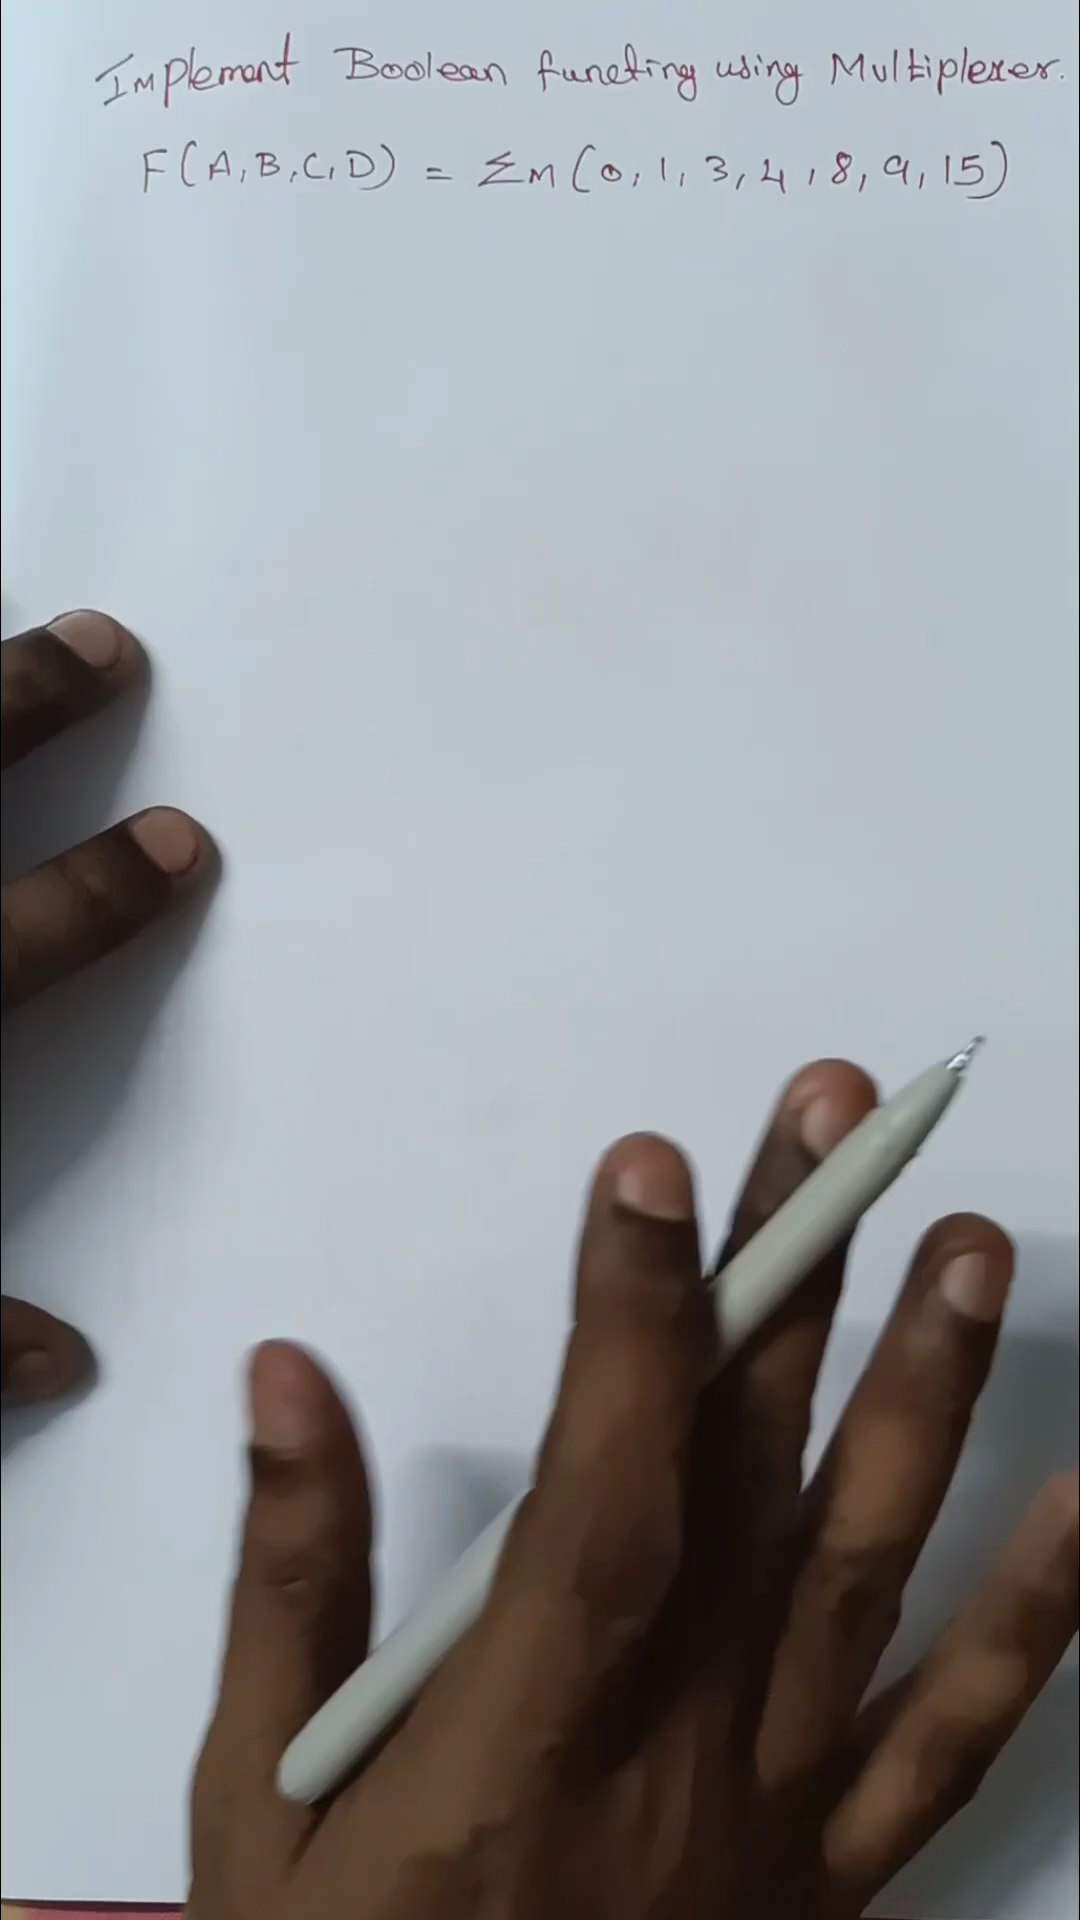 Implement Boolean functing using Multiplexer.
F(A,B,C,D) = Σm(0,1,3,4,8,9,15)